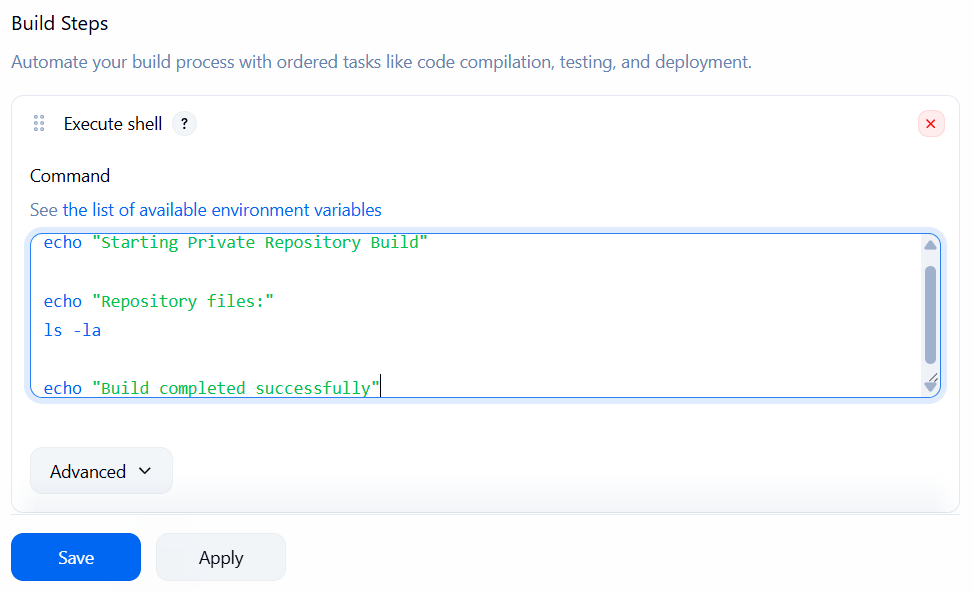 Build Steps
Automate your build process with ordered tasks like code compilation, testing, and deployment.
Execute shell ?
Command
See the list of available environment variables
echo "Starting Private Repository Build"
echo "Repository files:"
ls -la
echo "Build completed successfully"
Advanced
Save Apply